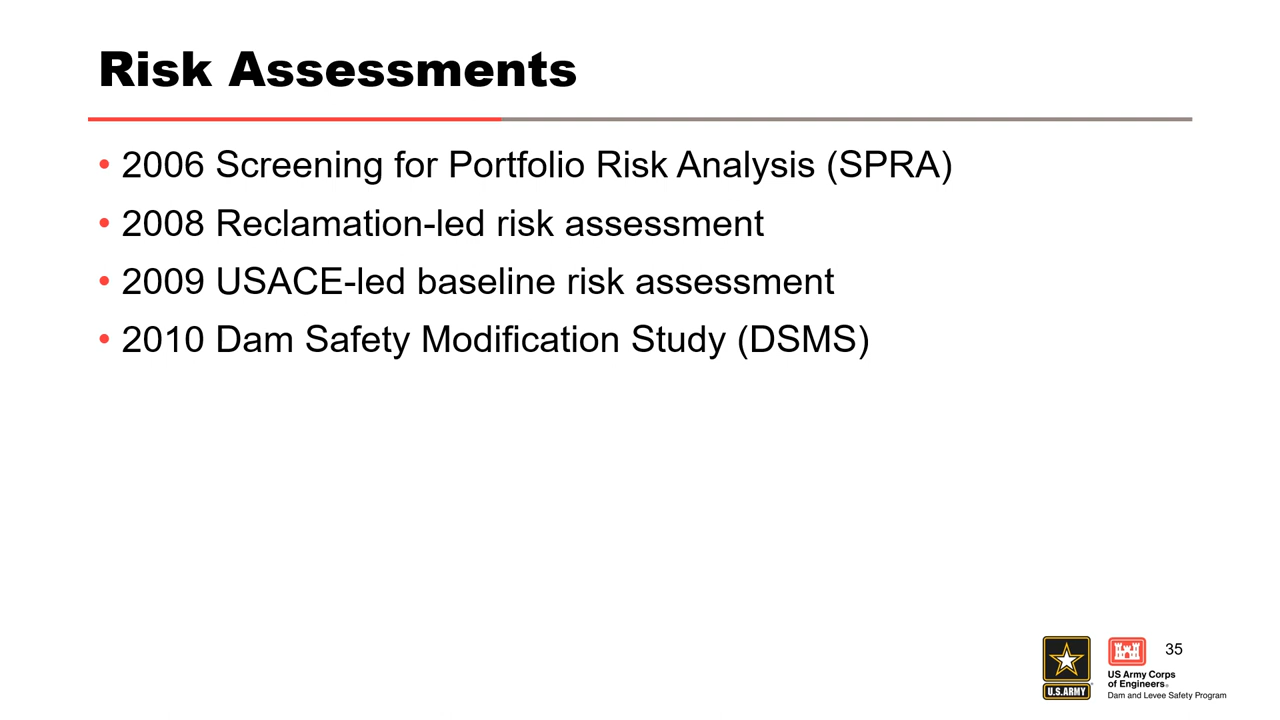 Risk Assessments
• 2006 Screening for Portfolio Risk Analysis (SPRA)
• 2008 Reclamation-led risk assessment
• 2009 USACE-led baseline risk assessment
• 2010 Dam Safety Modification Study (DSMS)
35
U.S. ARMY
US Army Corps
of Engineers®
Dam and Levee Safety Program